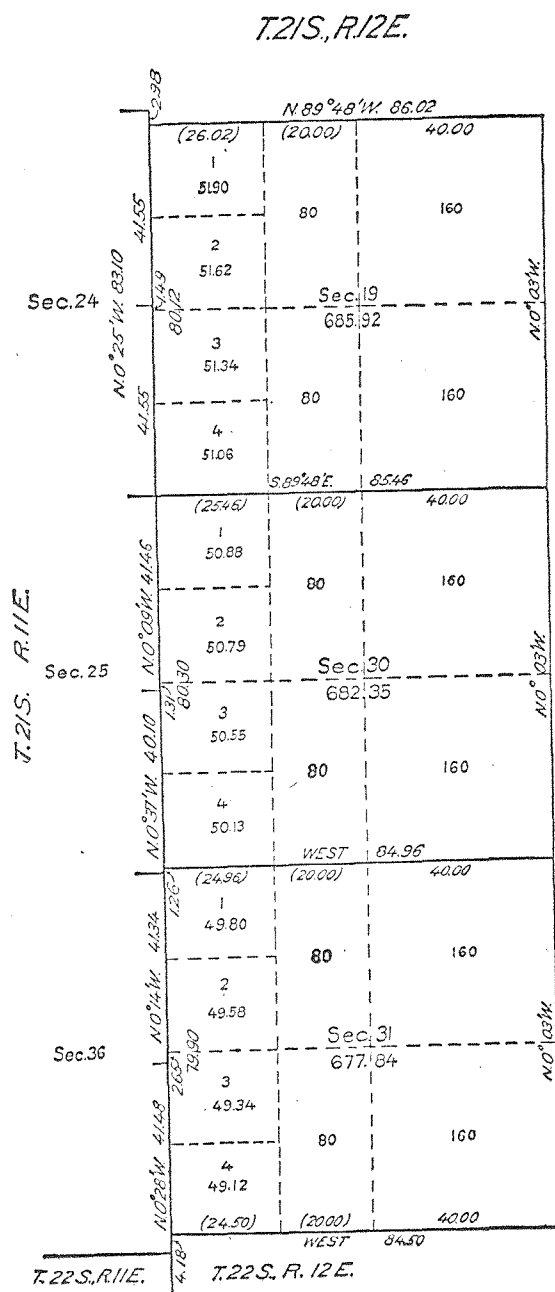 T.21S., R.12E.
2.98
N.89°48'W. 86.02
(26.02) (20.00) 40.00
1
51.90
80 160
41.55
2
51.62
N.0°25'W. 83.10
Sec.24
1.49
80.12
Sec.19
685.92
N.0°03'W.
3
51.34
41.55
80 160
4
51.06
S.89°48'E. 85.46
(25.46) (20.00) 40.00
1
50.88
80 160
N.0°09'W. 41.46
2
50.79
T.21S. R.11E.
Sec.25
1.31
80.30
Sec.30
682.35
N.0°03'W.
3
50.55
N.0°37'W. 40.10
80 160
4
50.13
WEST 84.96
1.26
(24.96) (20.00) 40.00
1
49.80
80 160
N.0°14'W. 41.34
2
49.58
Sec.36
2.65
79.90
Sec.31
677.84
N.0°03'W.
3
49.34
N.0°28'W. 41.48
80 160
4
49.12
(24.50) (20.00) 40.00
WEST 84.50
4.18
T.22S., R.11E. T.22S., R.12E.